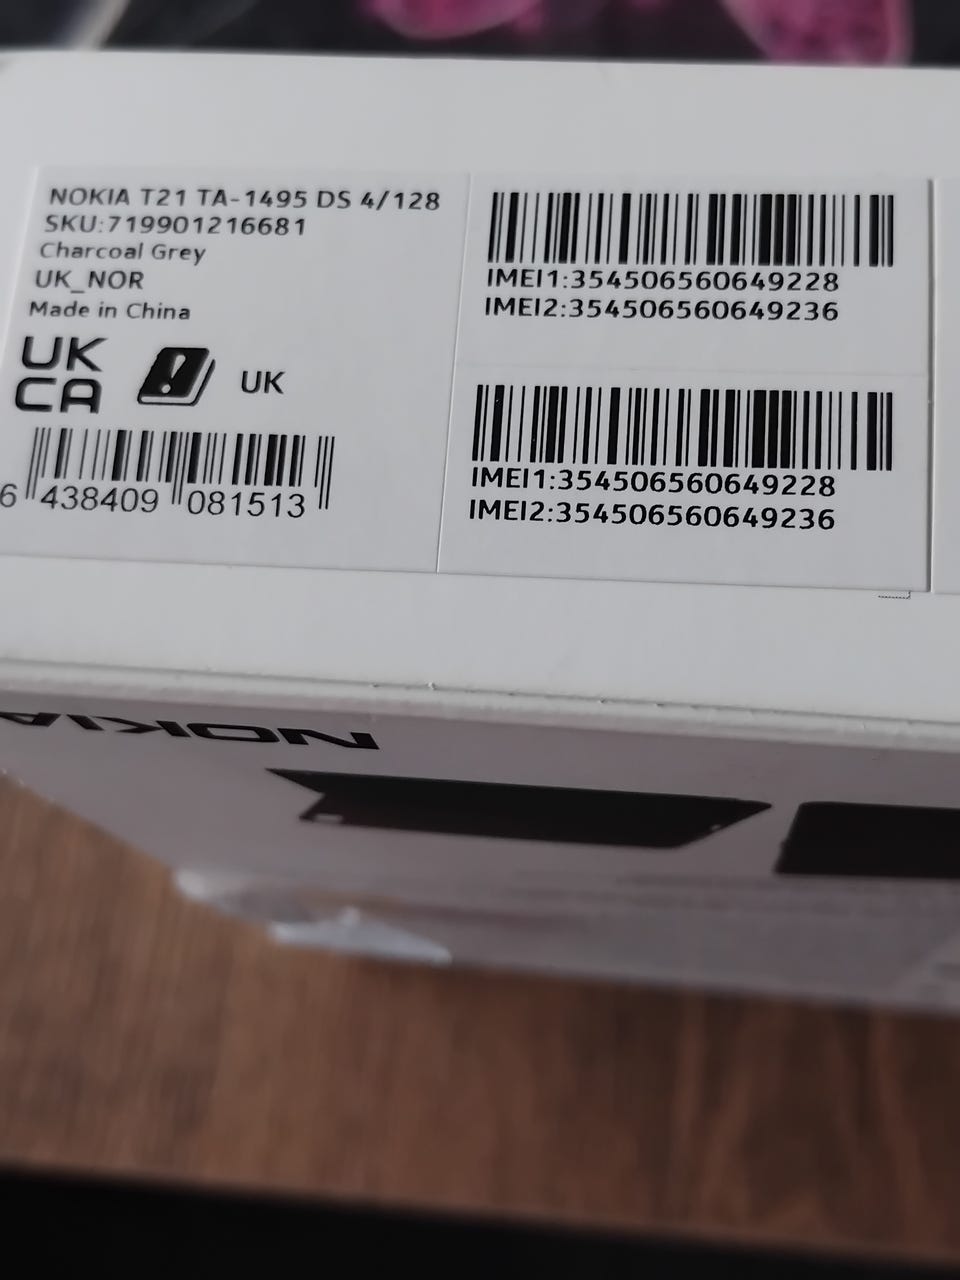 NOKIA T21 TA-1495 DS 4/128
SKU:719901216681
Charcoal Grey
UK_NOR
Made in China
UK
CA
UK
6 438409 081513
IMEI1:354506560649228
IMEI2:354506560649236
IMEI1:354506560649228
IMEI2:354506560649236
NOKIA